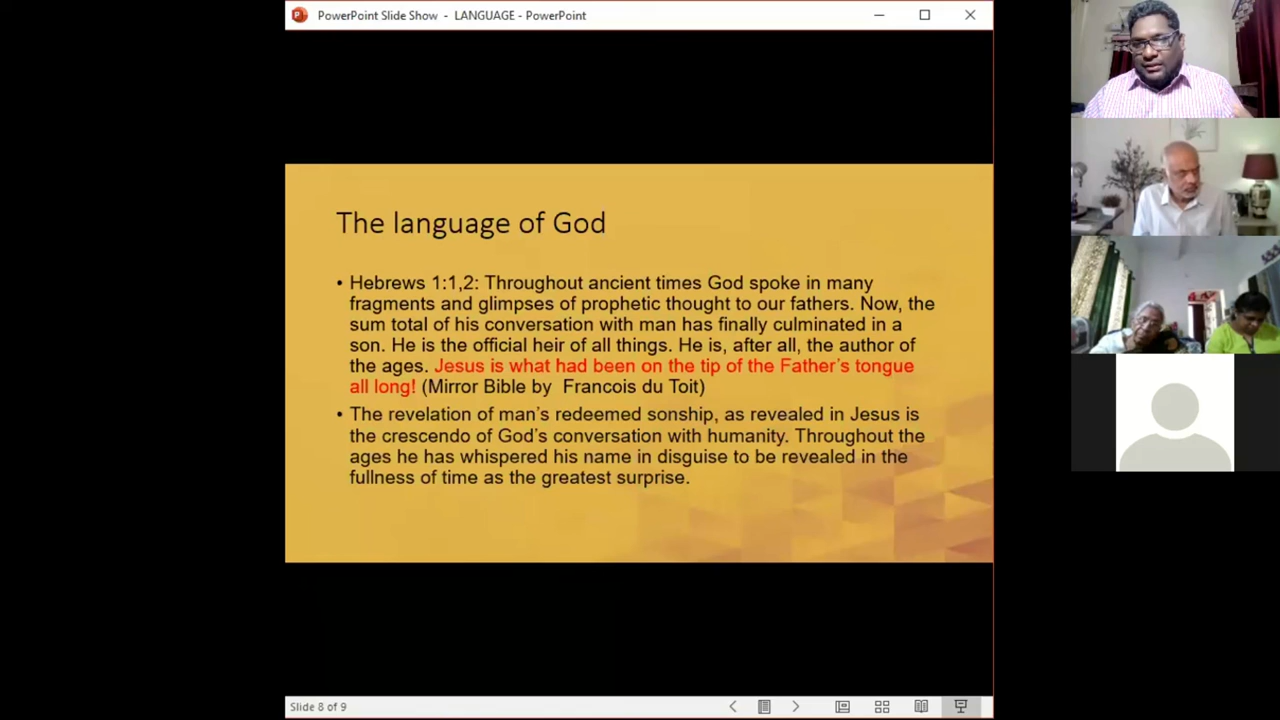 PowerPoint Slide Show - LANGUAGE - PowerPoint
The language of God
• Hebrews 1:1,2: Throughout ancient times God spoke in many
fragments and glimpses of prophetic thought to our fathers. Now, the
sum total of his conversation with man has finally culminated in a
son. He is the official heir of all things. He is, after all, the author of
the ages. Jesus is what had been on the tip of the Father's tongue
all long! (Mirror Bible by Francois du Toit)
• The revelation of man's redeemed sonship, as revealed in Jesus is
the crescendo of God's conversation with humanity. Throughout the
ages he has whispered his name in disguise to be revealed in the
fullness of time as the greatest surprise.
Slide 8 of 9